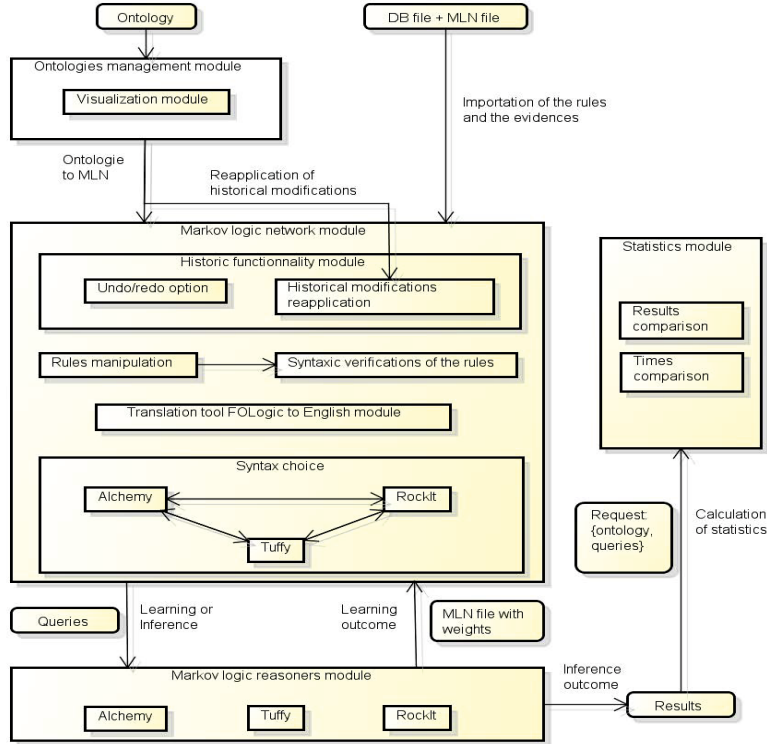 Ontology
DB file + MLN file
Ontologies management module
Visualization module
Importation of the rules
and the evidences
Ontologie
to MLN
Reapplication of
historical modifications
Markov logic network module
Historic functionnality module
Undo/redo option
Historical modifications
reapplication
Rules manipulation
Syntaxic verifications of the rules
Translation tool FOLogic to English module
Syntax choice
Alchemy
RockIt
Tuffy
Statistics module
Results
comparison
Times
comparison
Request:
{ontology,
queries}
Calculation
of statistics
Queries
Learning or
Inference
Learning
outcome
MLN file with
weights
Markov logic reasoners module
Alchemy
Tuffy
RockIt
Inference
outcome
Results